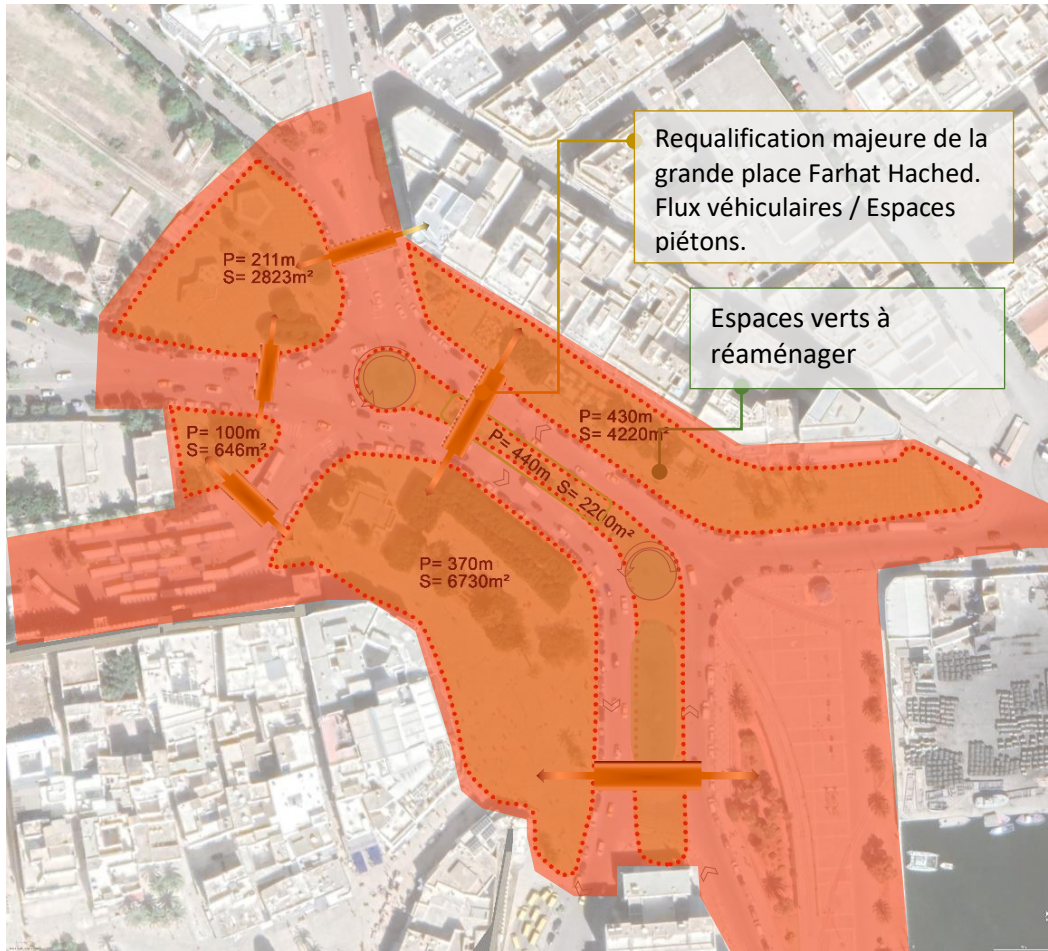 Requalification majeure de la
grande place Farhat Hached.
Flux véhiculaires / Espaces
piétons.
P= 211m
S= 2823m²
Espaces verts à
réaménager
P= 430m
S= 4220m²
P= 100m
S= 646m²
P= 440m S= 2200m²
P= 370m
S= 6730m²